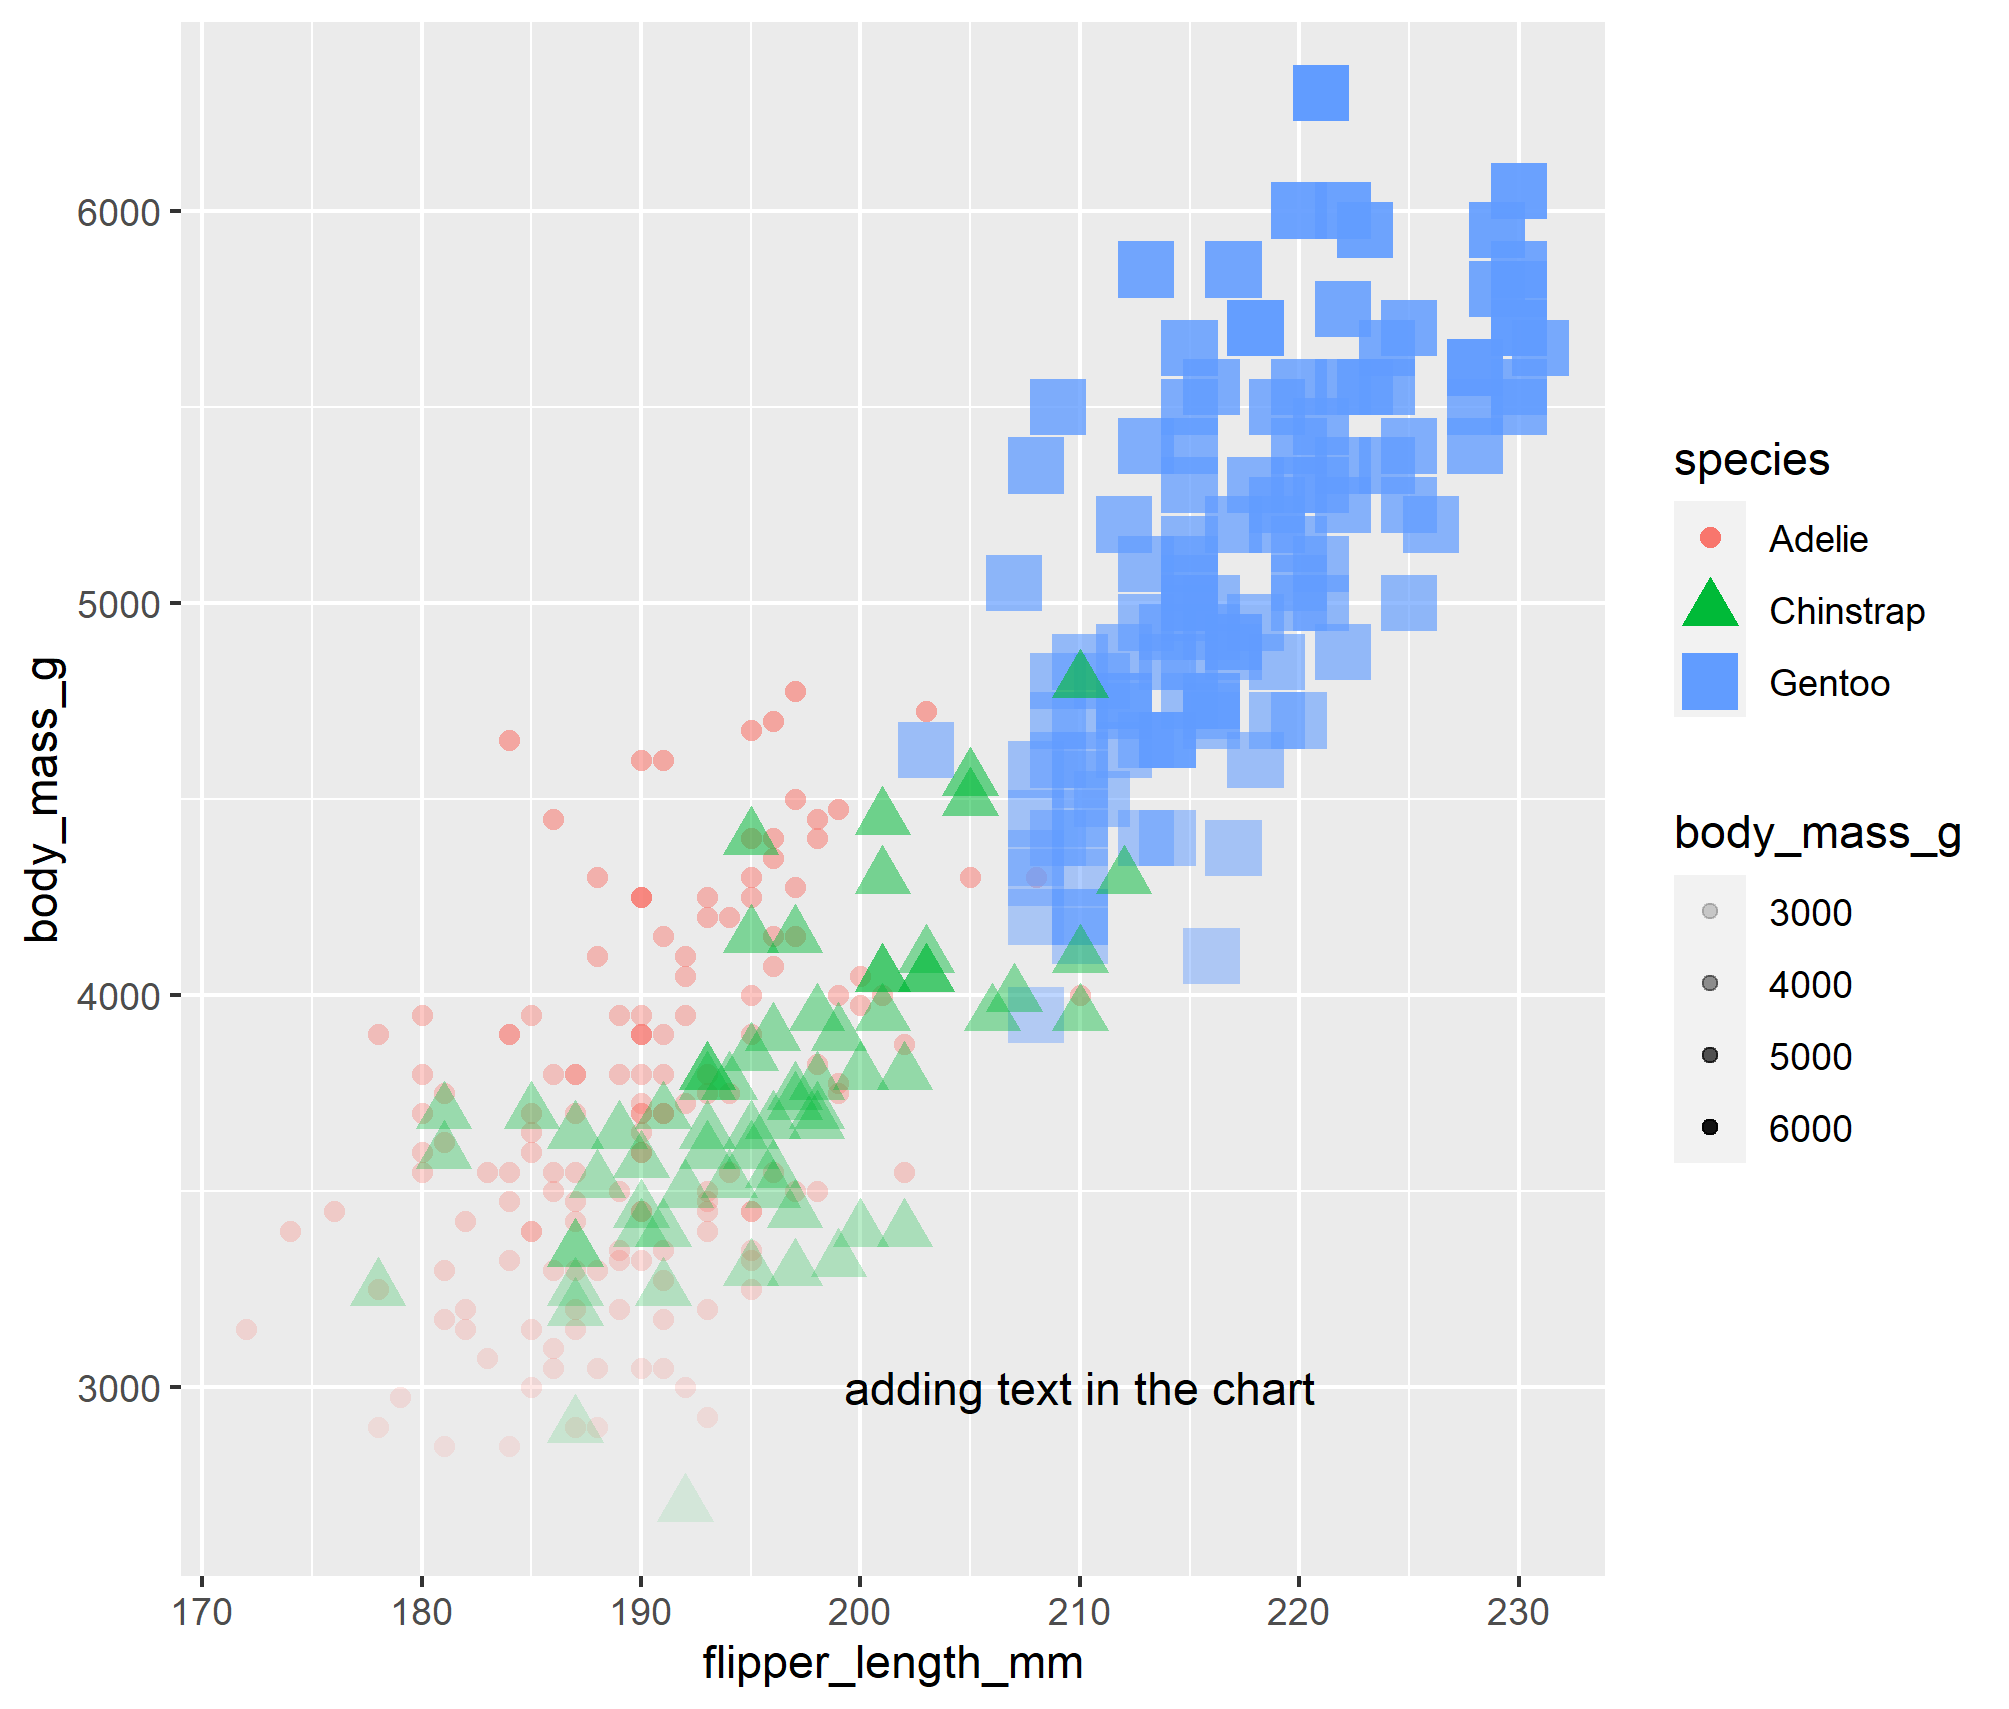 6000
5000
4000
3000
body_mass_g
170 180 190 200 210 220 230
flipper_length_mm
adding text in the chart
species
Adelie
Chinstrap
Gentoo
body_mass_g
3000
4000
5000
6000